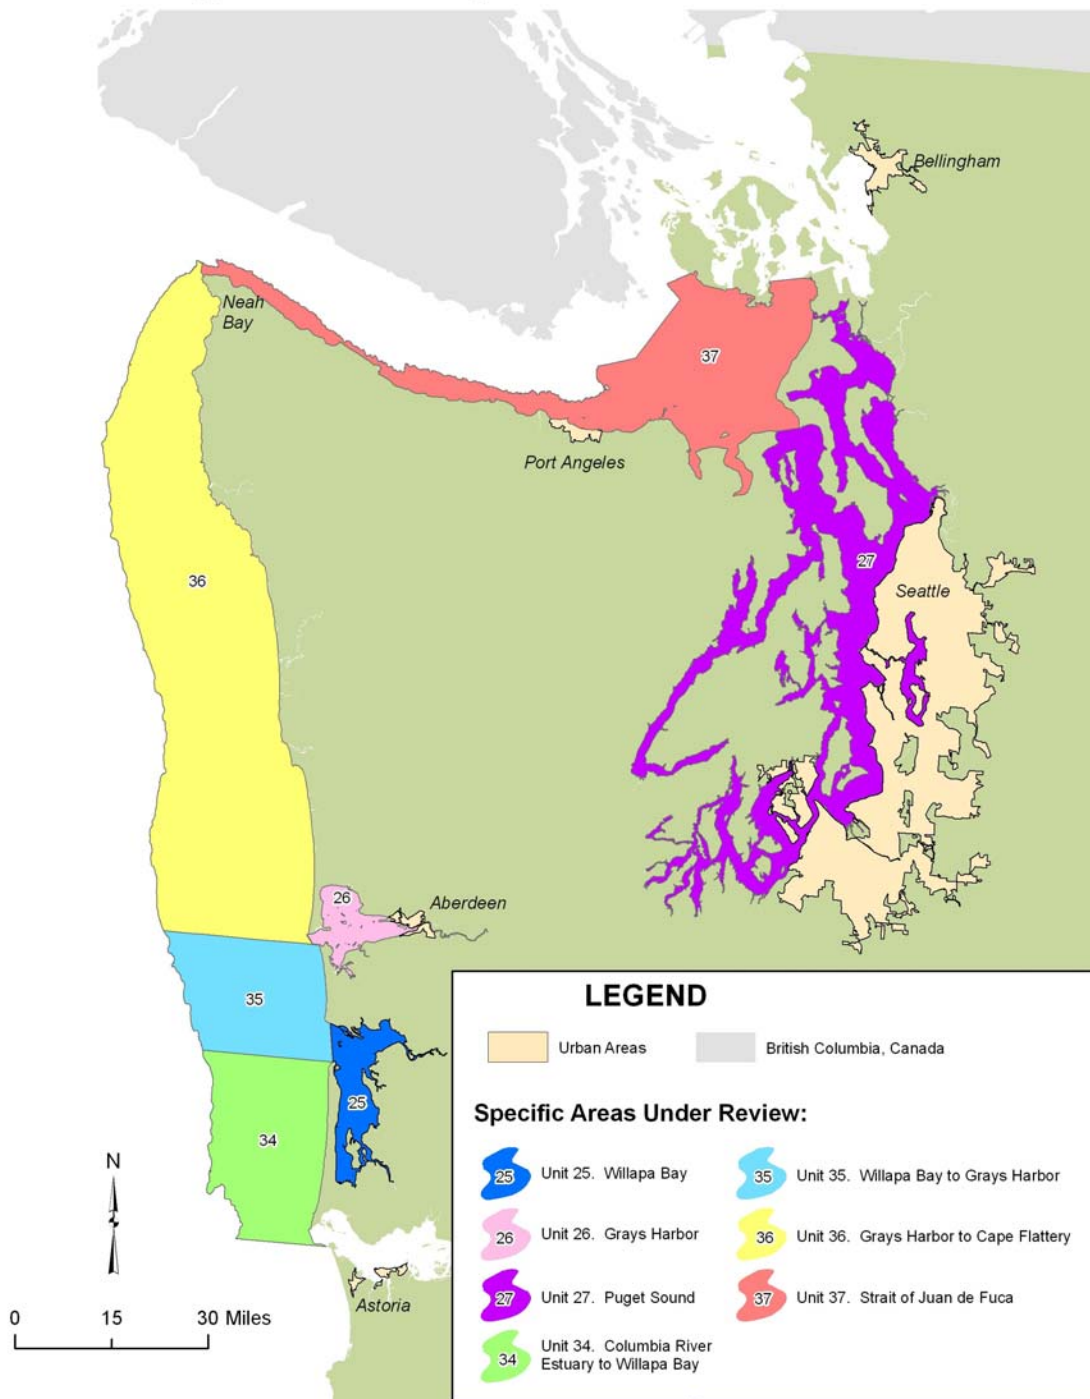 Bellingham
Neah
Bay
37
Port Angeles
36
27
Seattle
26
Aberdeen
35
25
34
N
0 15 30 Miles
Astoria
LEGEND
Urban Areas
British Columbia, Canada
Specific Areas Under Review:
25 Unit 25. Willapa Bay
26 Unit 26. Grays Harbor
27 Unit 27. Puget Sound
34 Unit 34. Columbia River
Estuary to Willapa Bay
35 Unit 35. Willapa Bay to Grays Harbor
36 Unit 36. Grays Harbor to Cape Flattery
37 Unit 37. Strait of Juan de Fuca